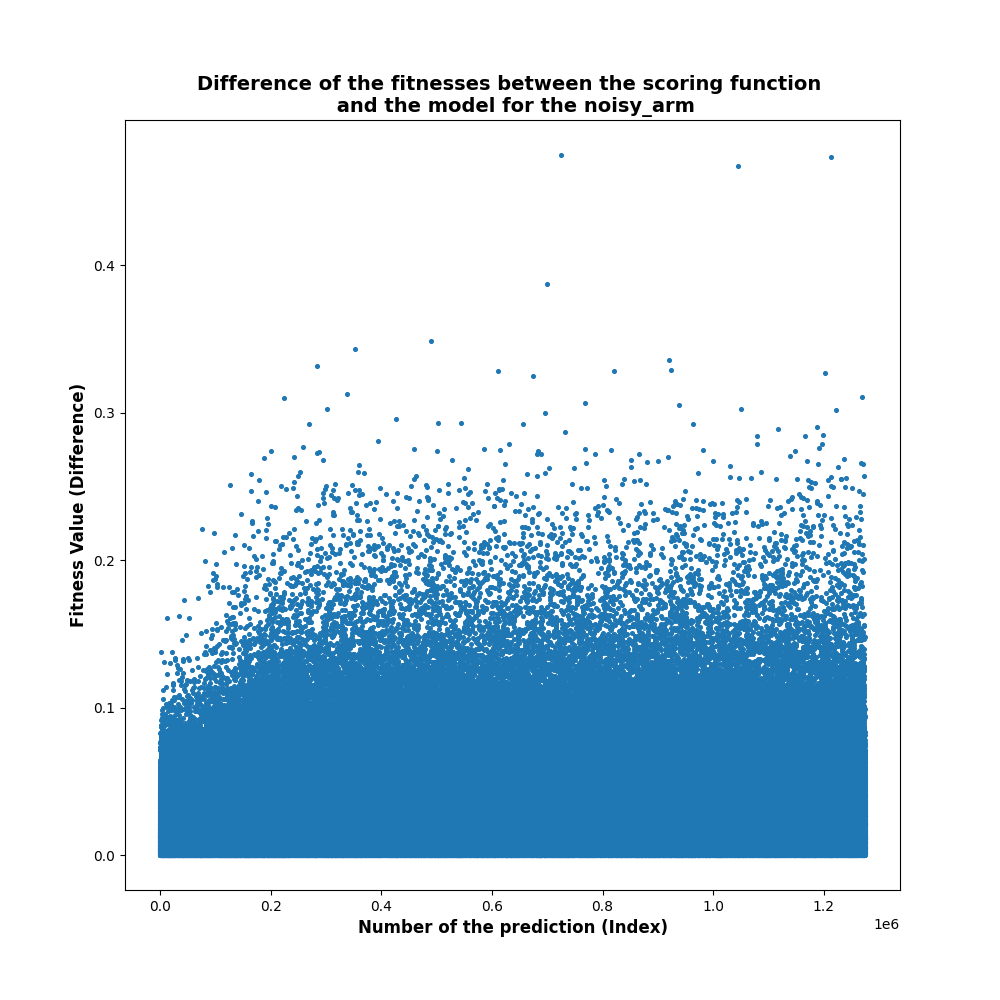 Difference of the fitnesses between the scoring function
and the model for the noisy_arm
Fitness Value (Difference)
0.4
0.3
0.2
0.1
0.0
0.0 0.2 0.4 0.6 0.8 1.0 1.2
1e6
Number of the prediction (Index)